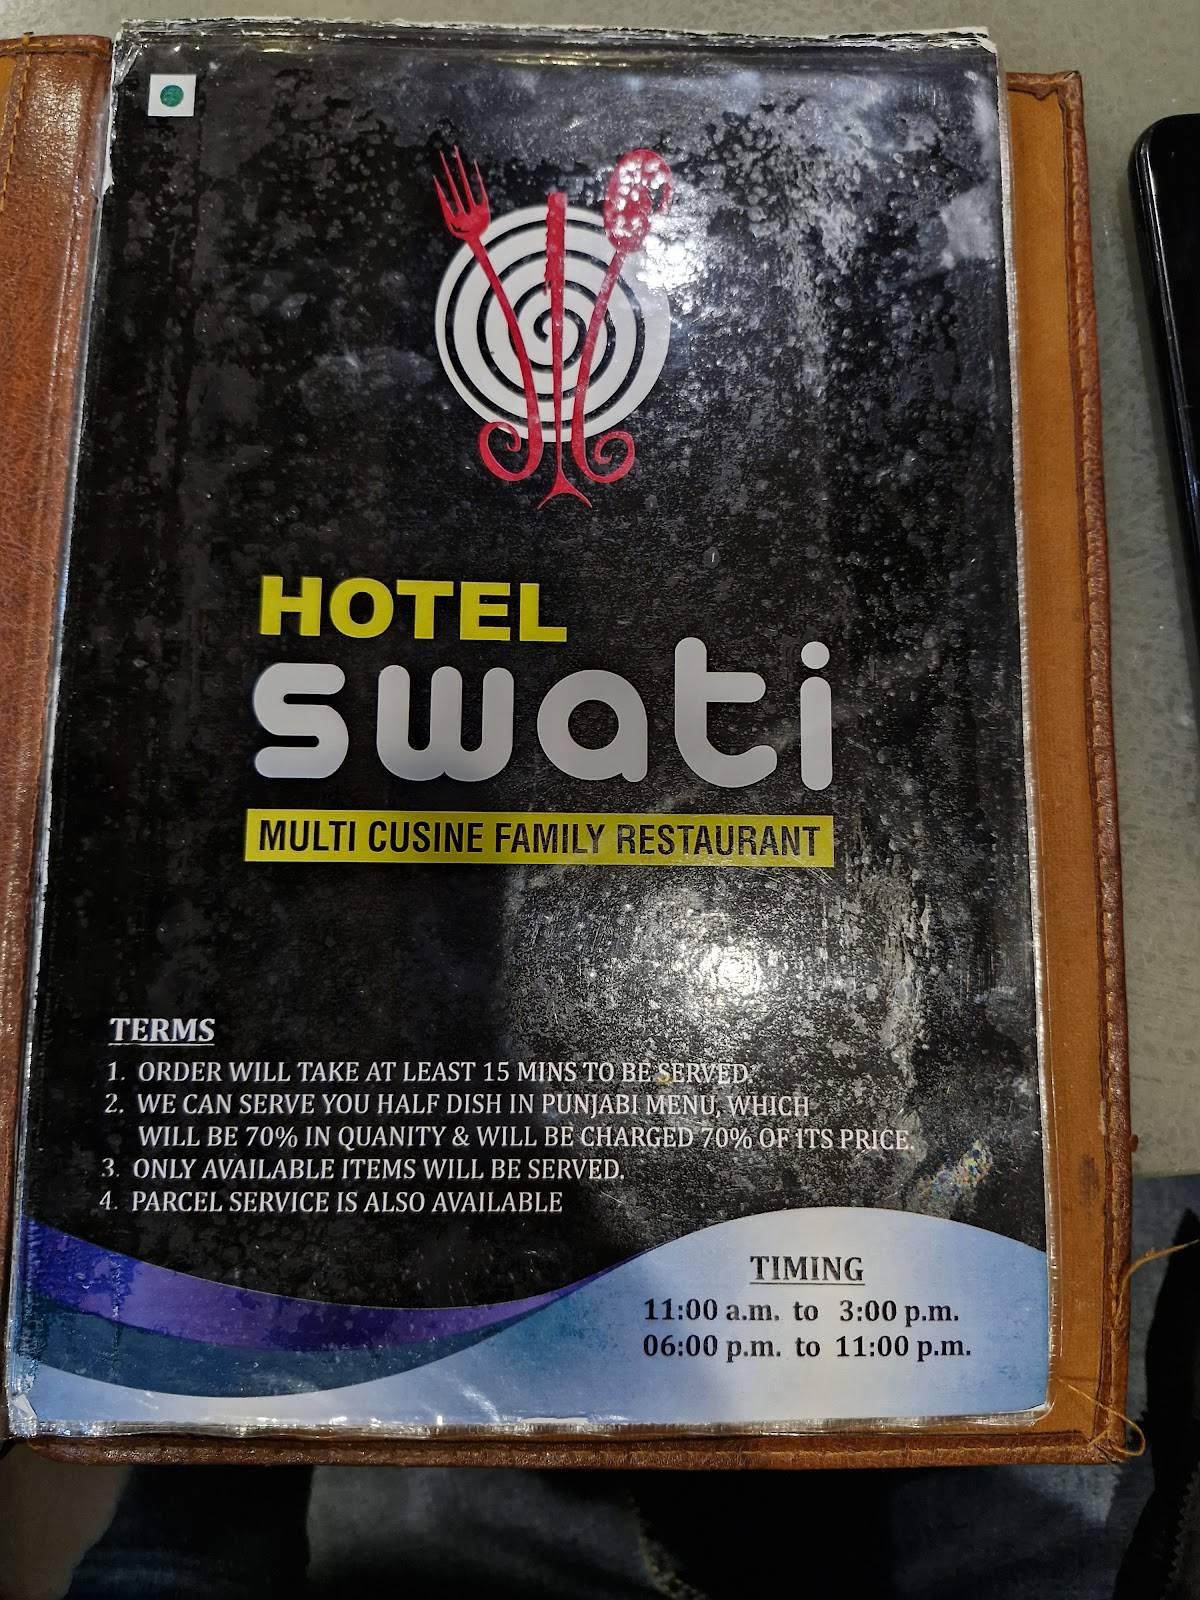 HOTEL
swati
MULTI CUSINE FAMILY RESTAURANT
TERMS
1. ORDER WILL TAKE AT LEAST 15 MINS TO BE SERVED.
2. WE CAN SERVE YOU HALF DISH IN PUNJABI MENU, WHICH
WILL BE 70% IN QUANITY & WILL BE CHARGED 70% OF ITS PRICE.
3. ONLY AVAILABLE ITEMS WILL BE SERVED.
4. PARCEL SERVICE IS ALSO AVAILABLE
TIMING
11:00 a.m. to 3:00 p.m.
06:00 p.m. to 11:00 p.m.